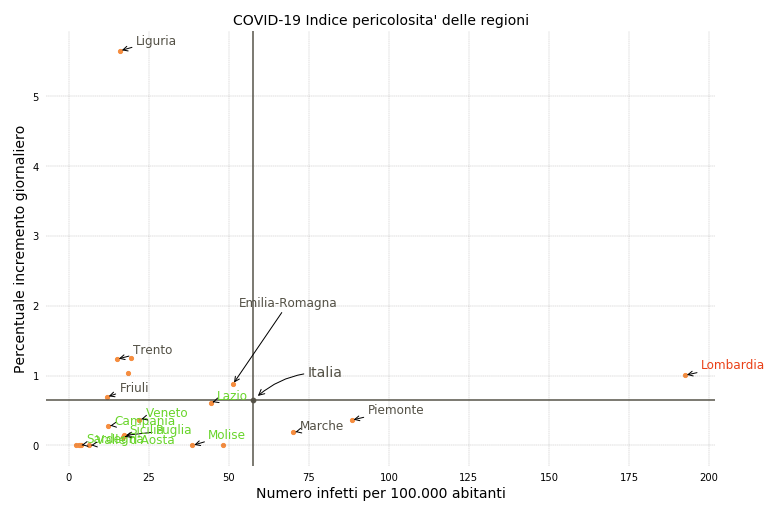 COVID-19 Indice pericolosita' delle regioni
Liguria
Percentuale incremento giornaliero
5
4
3
2
1
0
Emilia-Romagna
Trento
Italia
Lombardia
Friuli
Lazio
Piemonte
Veneto
Campania
Marche
Sicilia
Puglia
Molise
Sardegna
Valle d'Aosta
0 25 50 75 100 125 150 175 200
Numero infetti per 100.000 abitanti